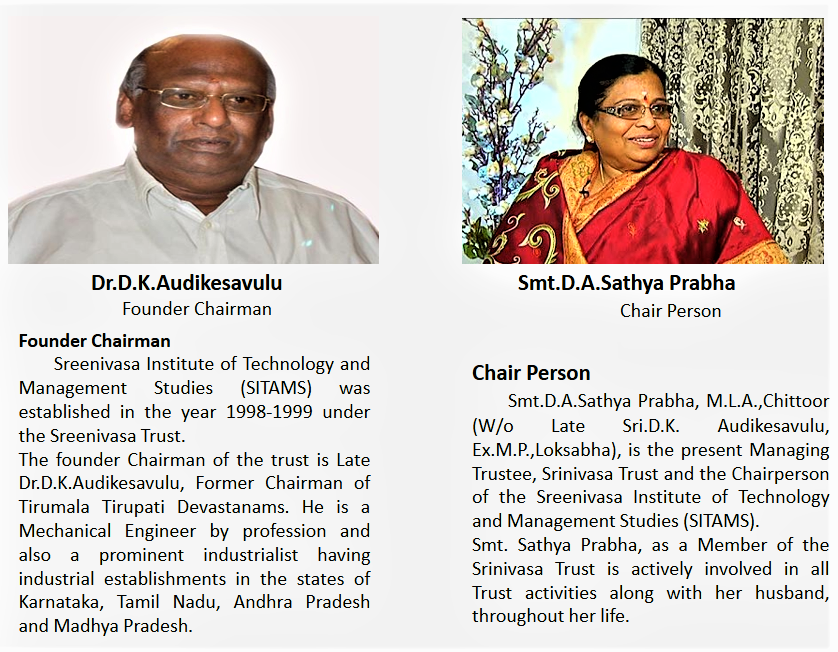 Dr.D.K.Audikesavulu
Founder Chairman
Founder Chairman
Sreenivasa Institute of Technology and
Management Studies (SITAMS) was
established in the year 1998-1999 under
the Sreenivasa Trust.
The founder Chairman of the trust is Late
Dr.D.K.Audikesavulu, Former Chairman of
Tirumala Tirupati Devastanams. He is a
Mechanical Engineer by profession and
also a prominent industrialist having
industrial establishments in the states of
Karnataka, Tamil Nadu, Andhra Pradesh
and Madhya Pradesh.
Smt.D.A.Sathya Prabha
Chair Person
Chair Person
Smt.D.A.Sathya Prabha, M.L.A.,Chittoor
(W/o Late Sri.D.K. Audikesavulu,
Ex.M.P.,Loksabha), is the present Managing
Trustee, Srinivasa Trust and the Chairperson
of the Sreenivasa Institute of Technology
and Management Studies (SITAMS).
Smt. Sathya Prabha, as a Member of the
Srinivasa Trust is actively involved in all
Trust activities along with her husband,
throughout her life.